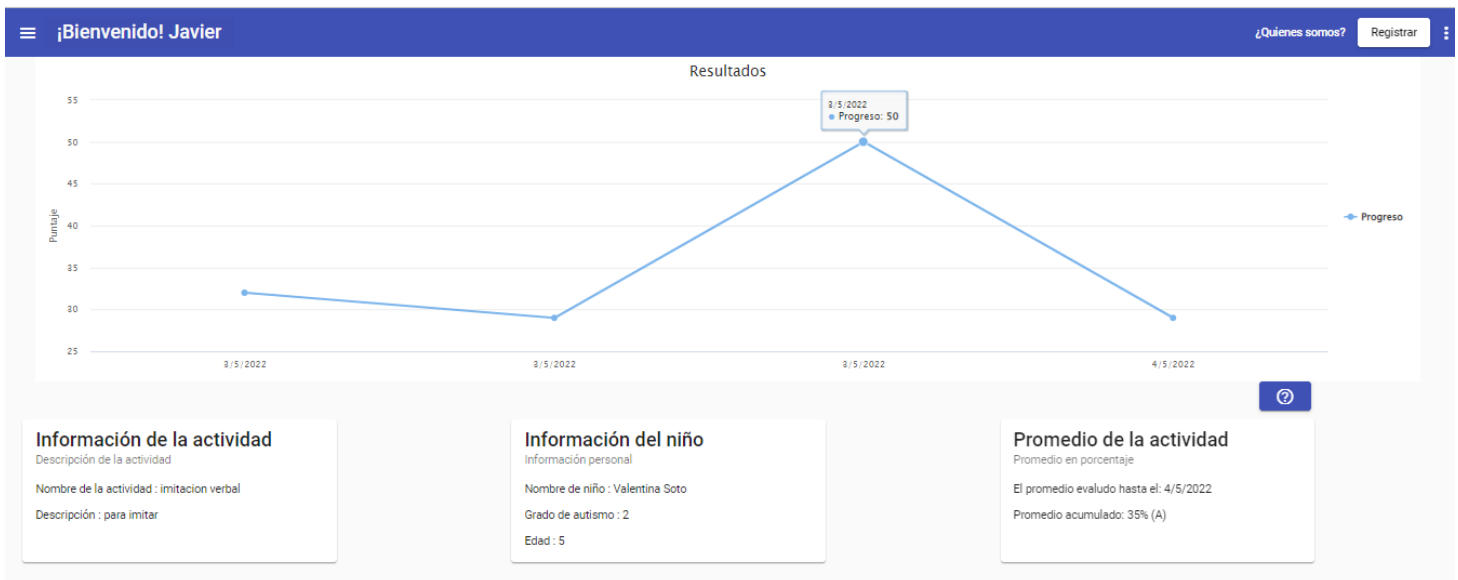 ¡Bienvenido! Javier
¿Quienes somos?
Registrar
Resultados
55
50
45
40
35
30
25
Puntaje
3/5/2022
Progreso: 50
Progreso
3/5/2022
3/5/2022
3/5/2022
4/5/2022
Información de la actividad
Descripción de la actividad
Nombre de la actividad : imitacion verbal
Descripción : para imitar
Información del niño
Información personal
Nombre de niño : Valentina Soto
Grado de autismo : 2
Edad : 5
Promedio de la actividad
Promedio en porcentaje
El promedio evaludo hasta el: 4/5/2022
Promedio acumulado: 35% (A)